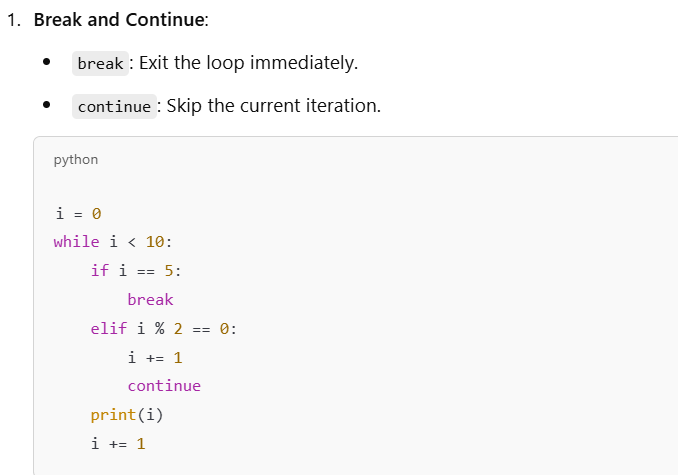 1. Break and Continue:
• break: Exit the loop immediately.
• continue: Skip the current iteration.
python
i = 0
while i < 10:
    if i == 5:
        break
    elif i % 2 == 0:
        i += 1
        continue
    print(i)
    i += 1